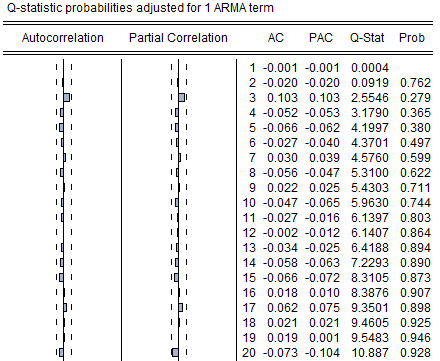 Q-statistic probabilities adjusted for 1 ARMA term
Autocorrelation Partial Correlation AC PAC Q-Stat Prob
1 -0.001 -0.001 0.0004
2 -0.020 -0.020 0.0919 0.762
3 0.103 0.103 2.5546 0.279
4 -0.052 -0.053 3.1790 0.365
5 -0.066 -0.062 4.1997 0.380
6 -0.027 -0.040 4.3701 0.497
7 0.030 0.039 4.5760 0.599
8 -0.056 -0.047 5.3100 0.622
9 0.022 0.025 5.4303 0.711
10 -0.047 -0.065 5.9630 0.744
11 -0.027 -0.016 6.1397 0.803
12 -0.002 -0.012 6.1407 0.864
13 -0.034 -0.025 6.4188 0.894
14 -0.058 -0.063 7.2293 0.890
15 -0.066 -0.072 8.3105 0.873
16 0.018 0.010 8.3876 0.907
17 0.062 0.075 9.3501 0.898
18 0.021 0.021 9.4605 0.925
19 0.019 0.001 9.5483 0.946
20 -0.073 -0.104 10.887 0.928